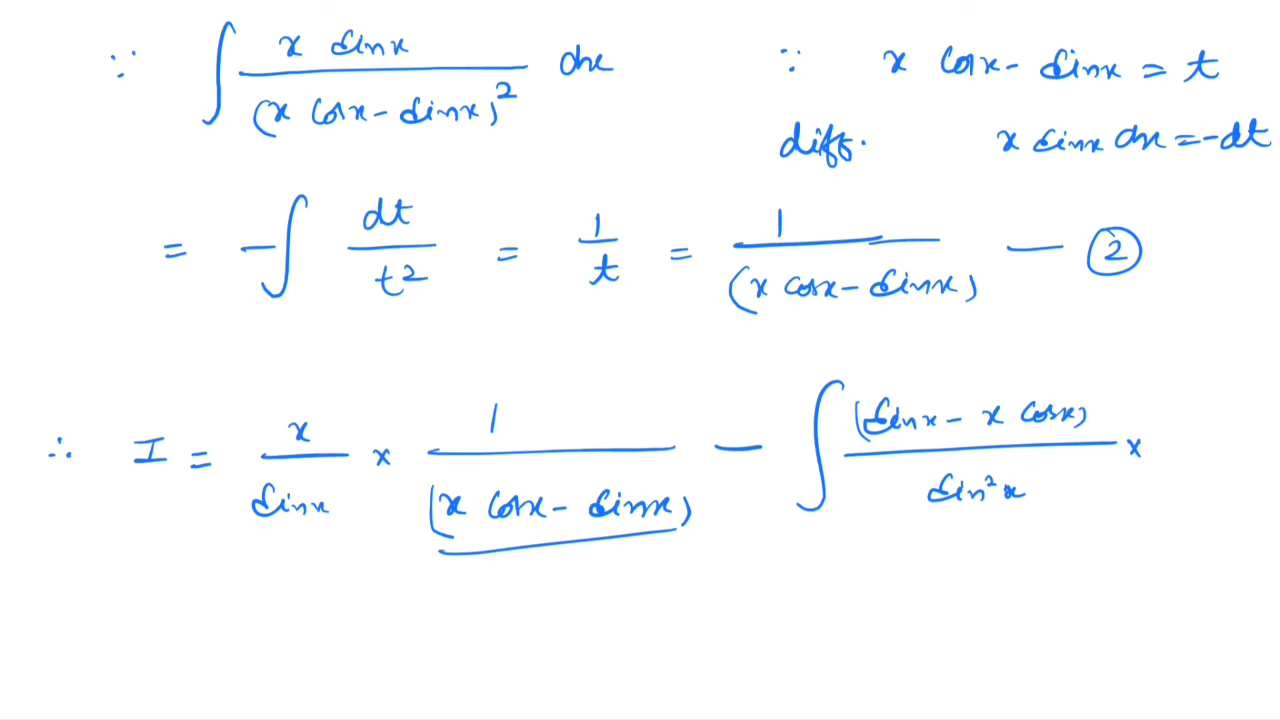 ∵ ∫ x sinx / (x cosx - sinx)² dx ∵ x cosx - sinx = t
diff. x sinx dx = -dt
= -∫ dt / t² = 1 / t = 1 / (x cosx - sinx) — ②
∴ I = x / sinx × 1 / (x cosx - sinx) - ∫ (sinx - x cosx) / sin²x ×